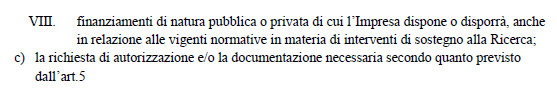 VIII. finanziamenti di natura pubblica o privata di cui l'Impresa dispone o disporrà, anche
in relazione alle vigenti normative in materia di interventi di sostegno alla Ricerca;
c) la richiesta di autorizzazione e/o la documentazione necessaria secondo quanto previsto
dall'art.5